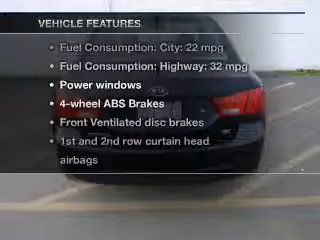 VEHICLE FEATURES
• Fuel Consumption: City: 22 mpg
• Fuel Consumption: Highway: 32 mpg
• Power windows
• 4-wheel ABS Brakes
• Front Ventilated disc brakes
• 1st and 2nd row curtain head
airbags